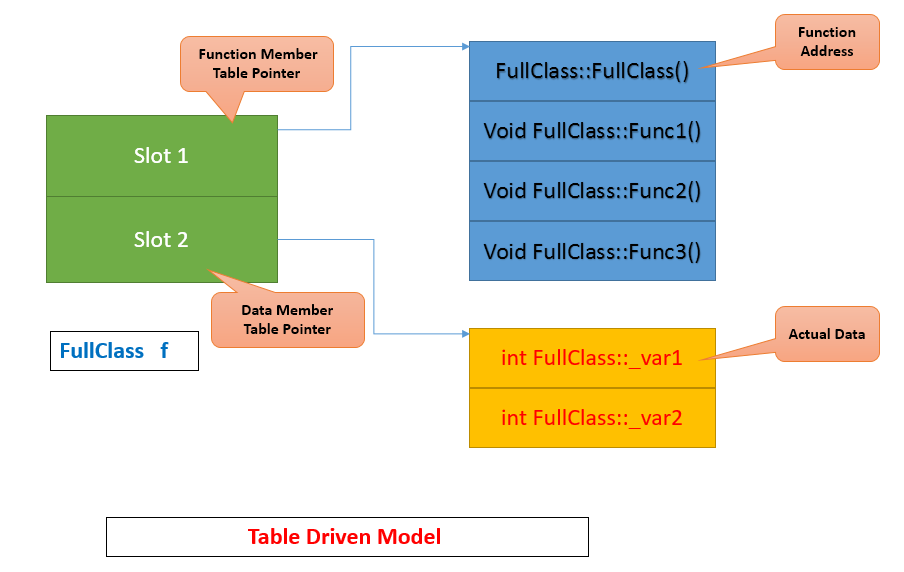 Function Member
Table Pointer
Function
Address
FullClass::FullClass()
Void FullClass::Func1()
Void FullClass::Func2()
Void FullClass::Func3()
Slot 1
Slot 2
Data Member
Table Pointer
FullClass f
int FullClass::_var1
int FullClass::_var2
Actual Data
Table Driven Model